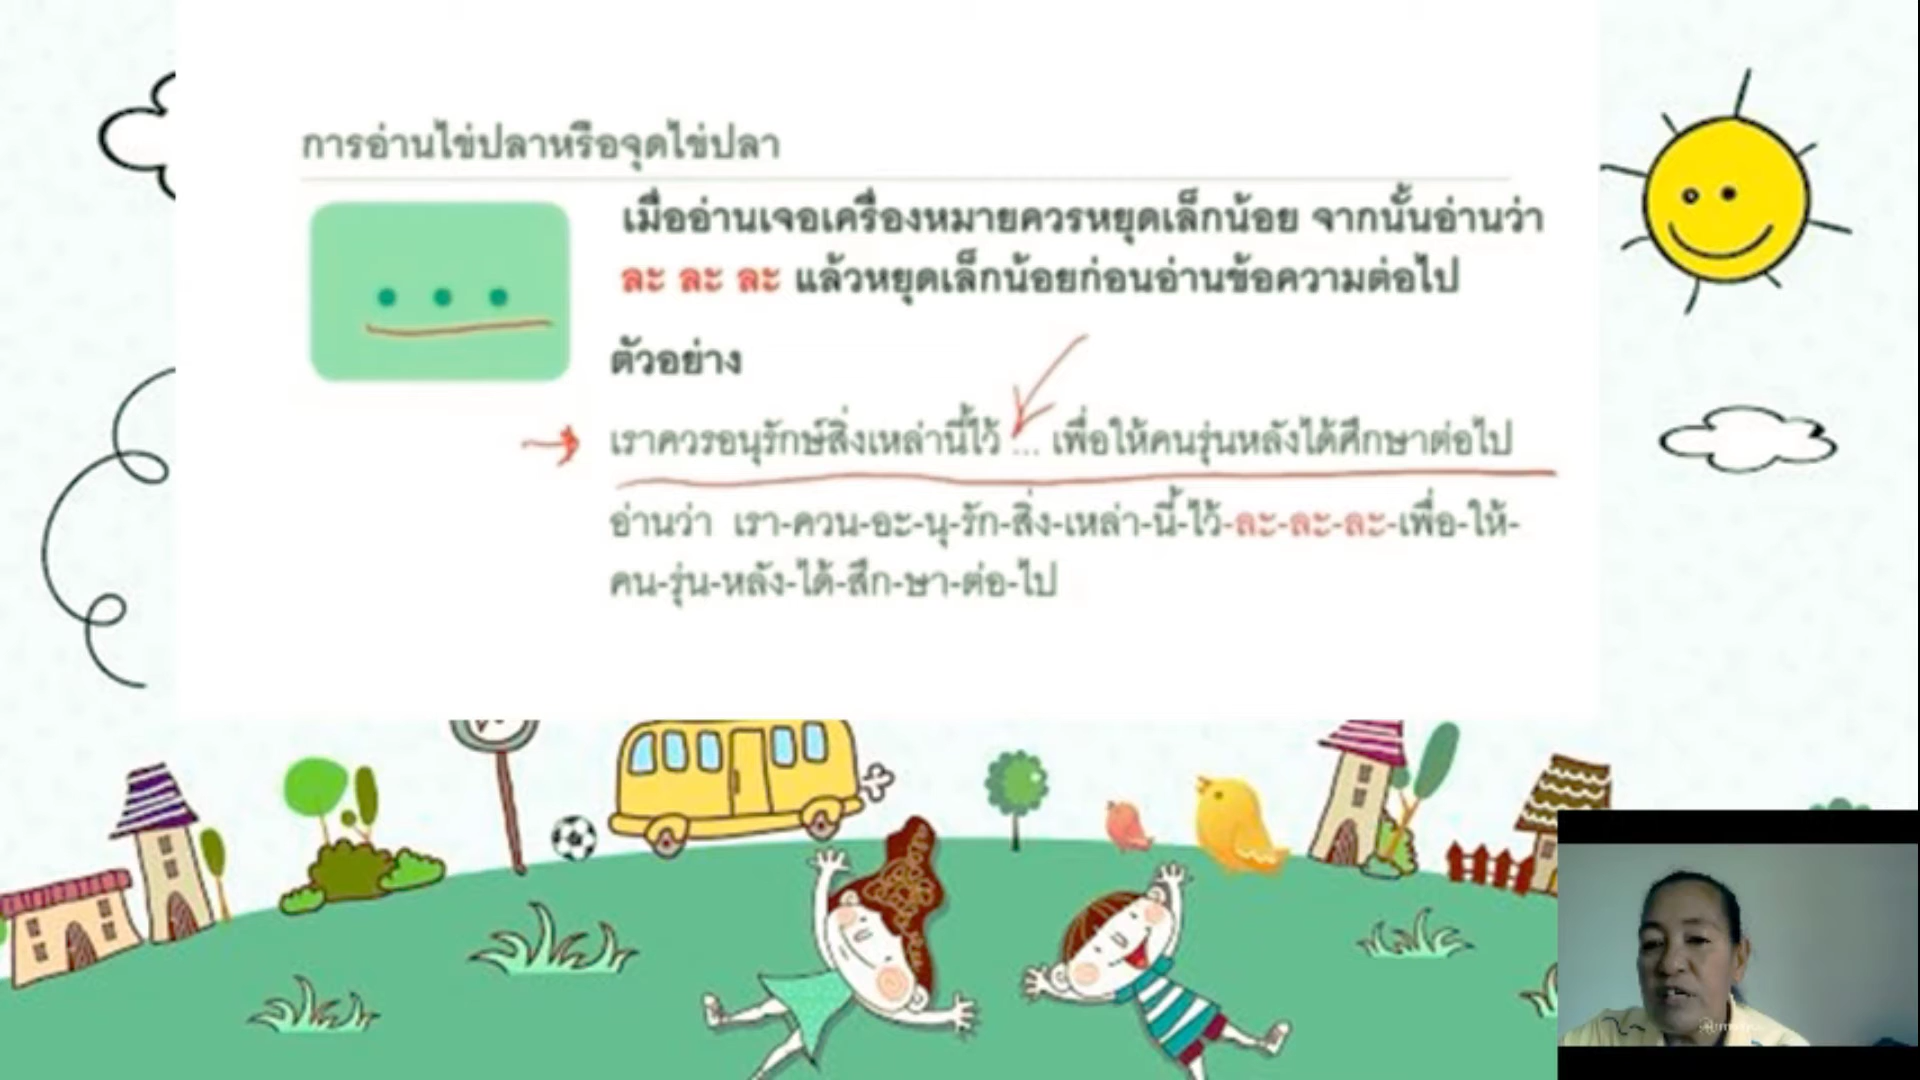 การอ่านไข่ปลาหรือจุดไข่ปลา
เมื่ออ่านเจอเครื่องหมายควรหยุดเล็กน้อย จากนั้นอ่านว่า
ละ ละ ละ แล้วหยุดเล็กน้อยก่อนอ่านข้อความต่อไป
ตัวอย่าง
เราควรอนุรักษ์สิ่งเหล่านี้ไว้ ... เพื่อให้คนรุ่นหลังได้ศึกษาต่อไป
อ่านว่า เรา-ควน-อะ-นุ-รัก-สิ่ง-เหล่า-นี้-ไว้-ละ-ละ-ละ-เพื่อ-ให้-
คน-รุ่น-หลัง-ได้-สึก-ษา-ต่อ-ไป